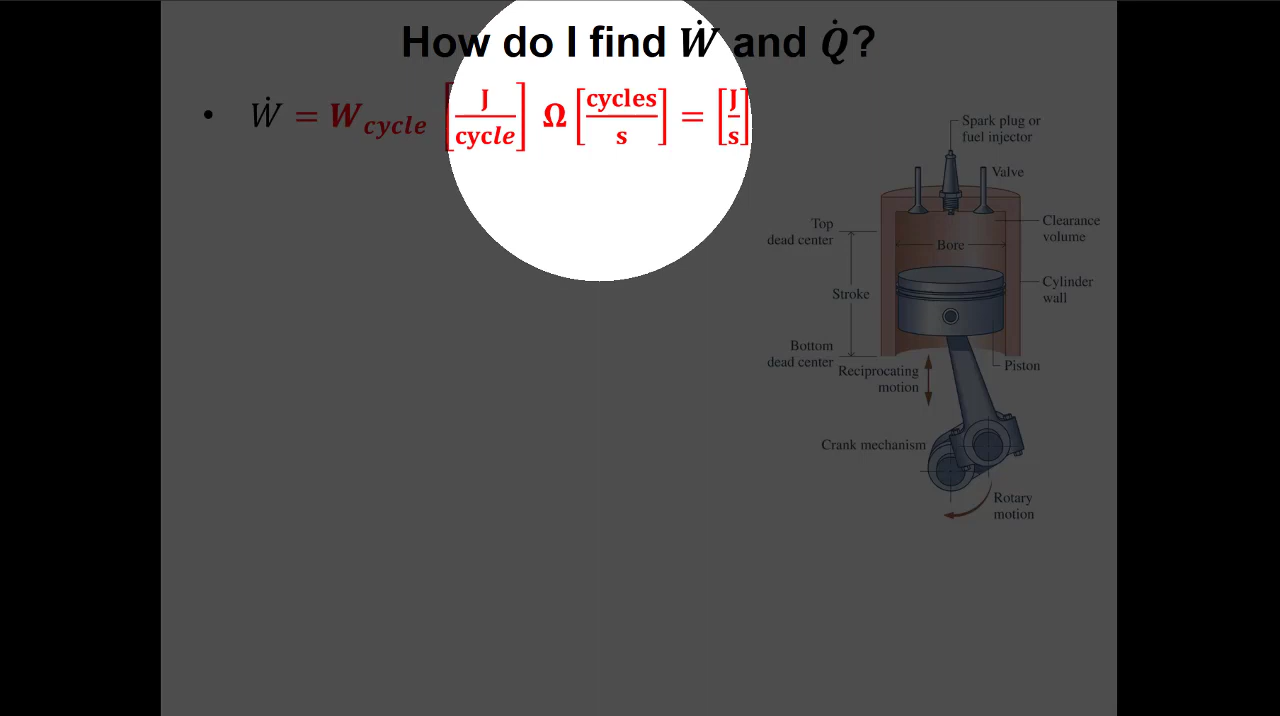 How do I find Ẇ and Q̇?
• Ẇ = W_cycle [J/cycle] Ω [cycles/s] = [J/s]
Spark plug or
fuel injector
Valve
Top
dead center
Clearance
volume
Bore
Stroke
Cylinder
wall
Bottom
dead center
Piston
Reciprocating
motion
Crank mechanism
Rotary
motion